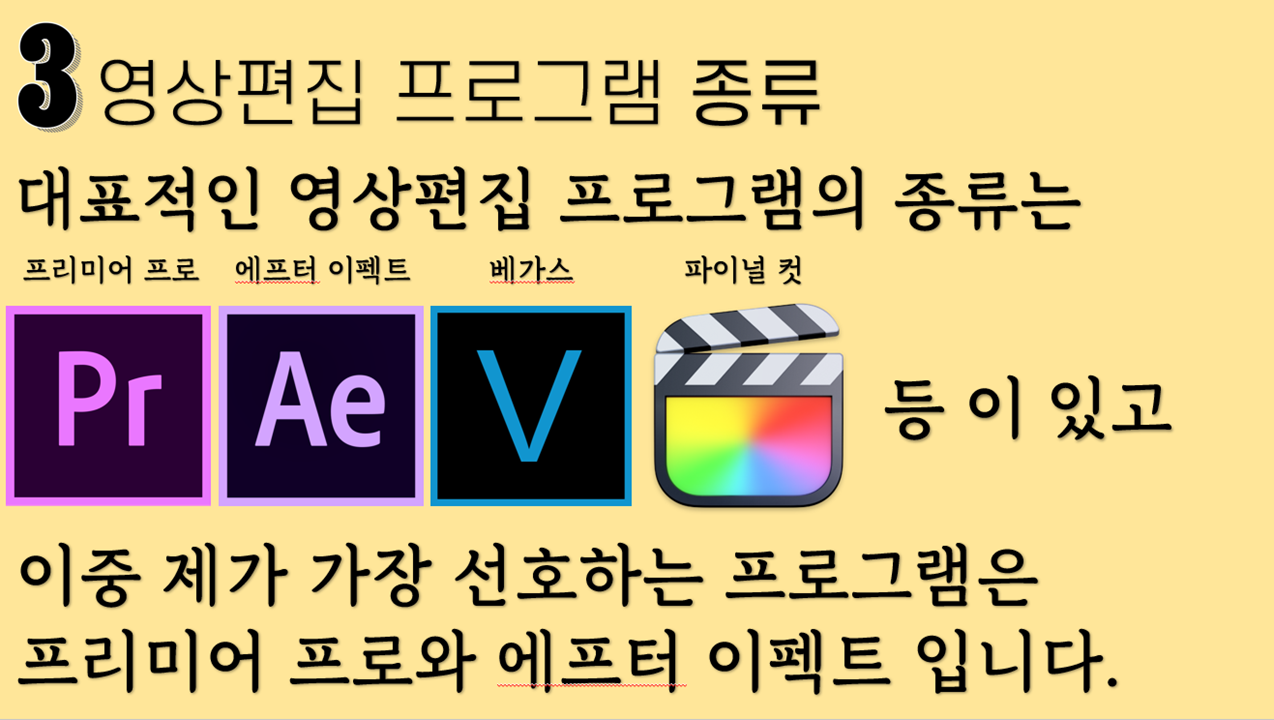 3 영상편집 프로그램 종류
대표적인 영상편집 프로그램의 종류는
프리미어 프로 에프터 이펙트 베가스 파이널 컷
Pr Ae V 등 이 있고
이중 제가 가장 선호하는 프로그램은
프리미어 프로와 에프터 이펙트 입니다.